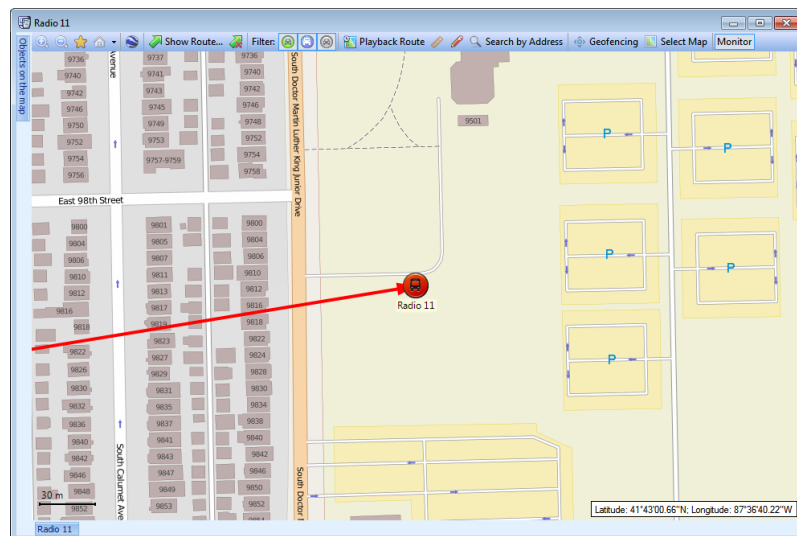 Radio 11
Show Route... Filter: Playback Route Search by Address Geofencing Select Map Monitor
Objects on the map
9736 9737 9736
9740 9741 9740
9742 9743 9742
9746 9745 9746
9750 9749 9748
9752 9753 9752
9754 9757-9759 9754
9756 9758
9501
P P
East 98th Street
South Doctor Martin Luther King Junior Drive
9800 9801 9800
9804 9805 9804
9806 9807 9806
9810 9811 9810
9812 9813 9812
9816 9817 9816
9818 9819 9818
9822 9823 9822
9826 9827 9824
9830 9829 9828
9832 9831 9830
9836 9835 9834
9840 9837 9838
9842 9841 9840
9846 9843 9842
9848 9847 9846
9852 9849 9850
9853 9852
P P
Radio 11
P
South Calumet Ave
South Doctor
30 m
Latitude: 41°43'00.66"N; Longitude: 87°36'40.22"W
Radio 11